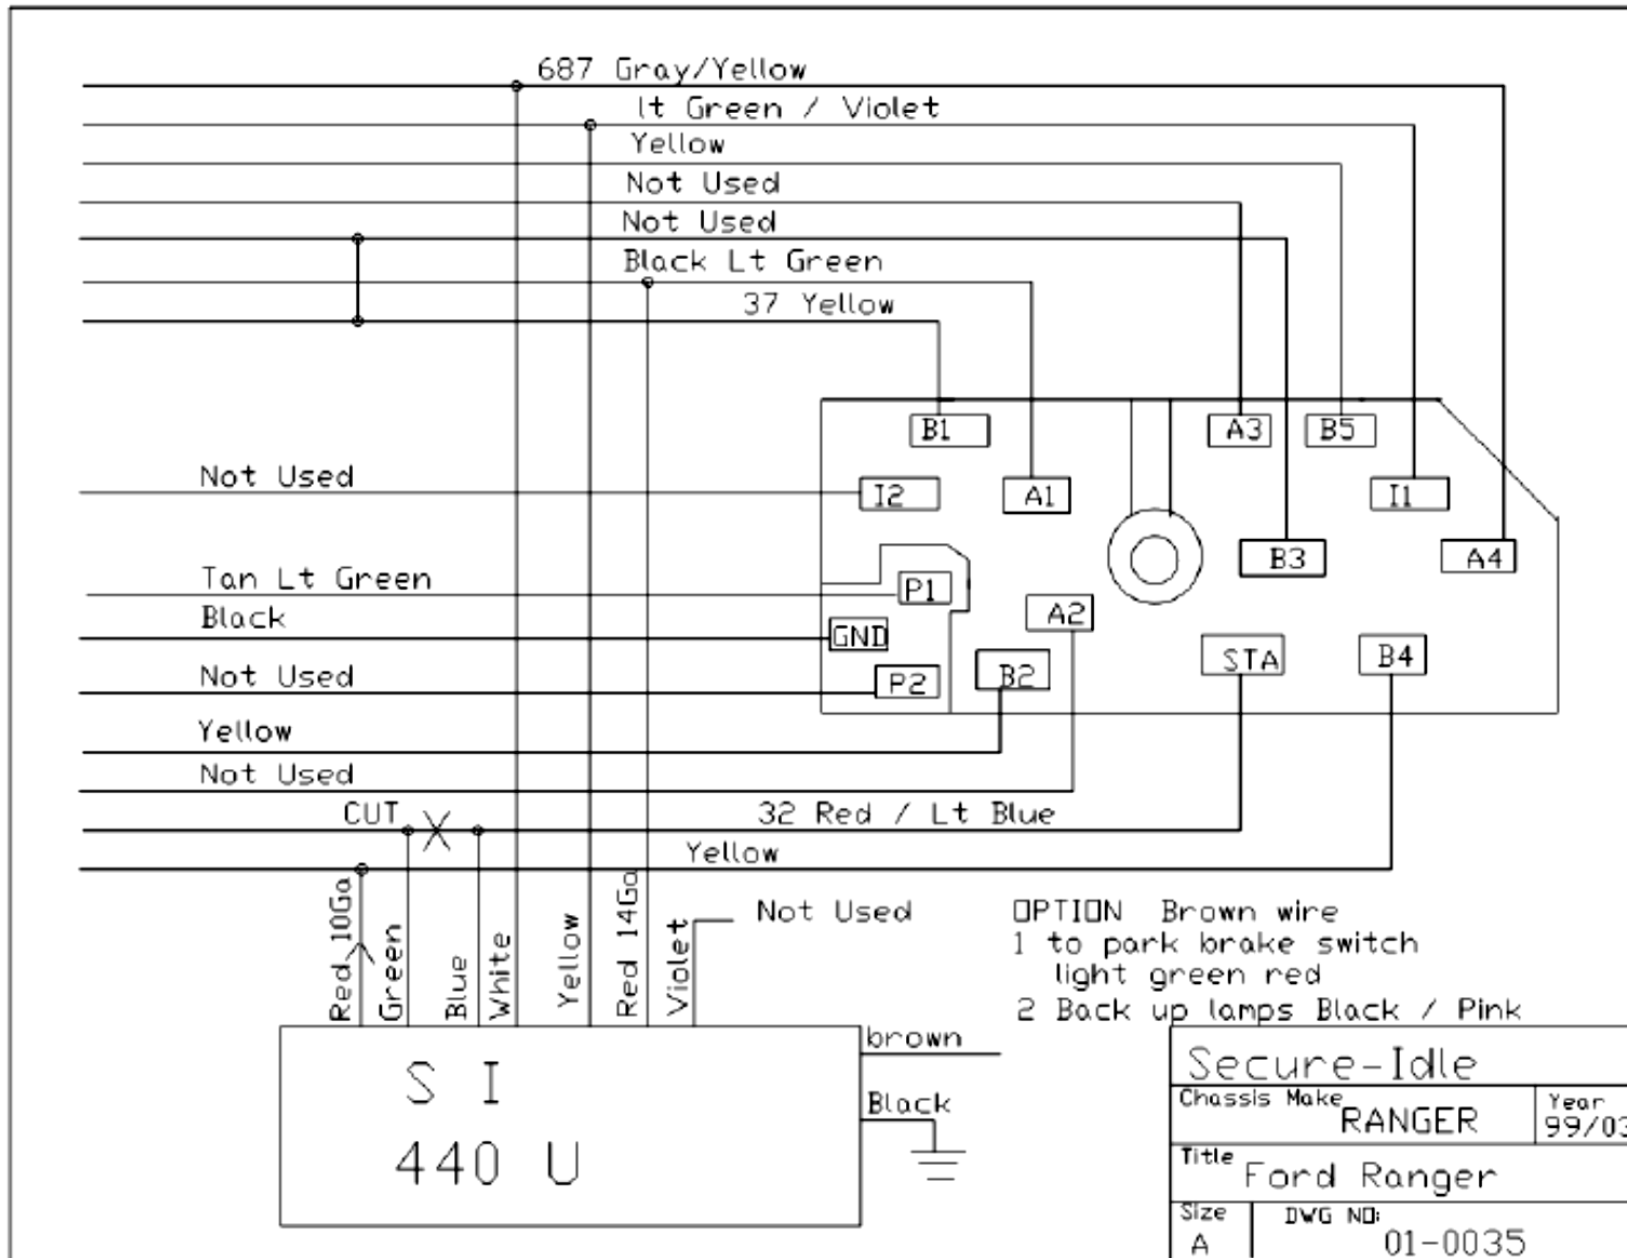 687 Gray/Yellow
lt Green / Violet
Yellow
Not Used
Not Used
Black Lt Green
37 Yellow
B1
A3
B5
Not Used
I2
A1
I1
B3
A4
Tan Lt Green
P1
Black
GND
A2
Not Used
P2
B2
STA
B4
Yellow
Not Used
CUT
32 Red / Lt Blue
Yellow
Red 10Ga
Green
Blue
White
Yellow
Red 14Ga
Violet
Not Used
OPTION Brown wire
1 to park brake switch
light green red
2 Back up lamps Black / Pink
S I
440 U
brown
Black
Secure-Idle
Chassis Make
RANGER
Year
99/03
Title
Ford Ranger
Size
A
DWG NO:
01-0035